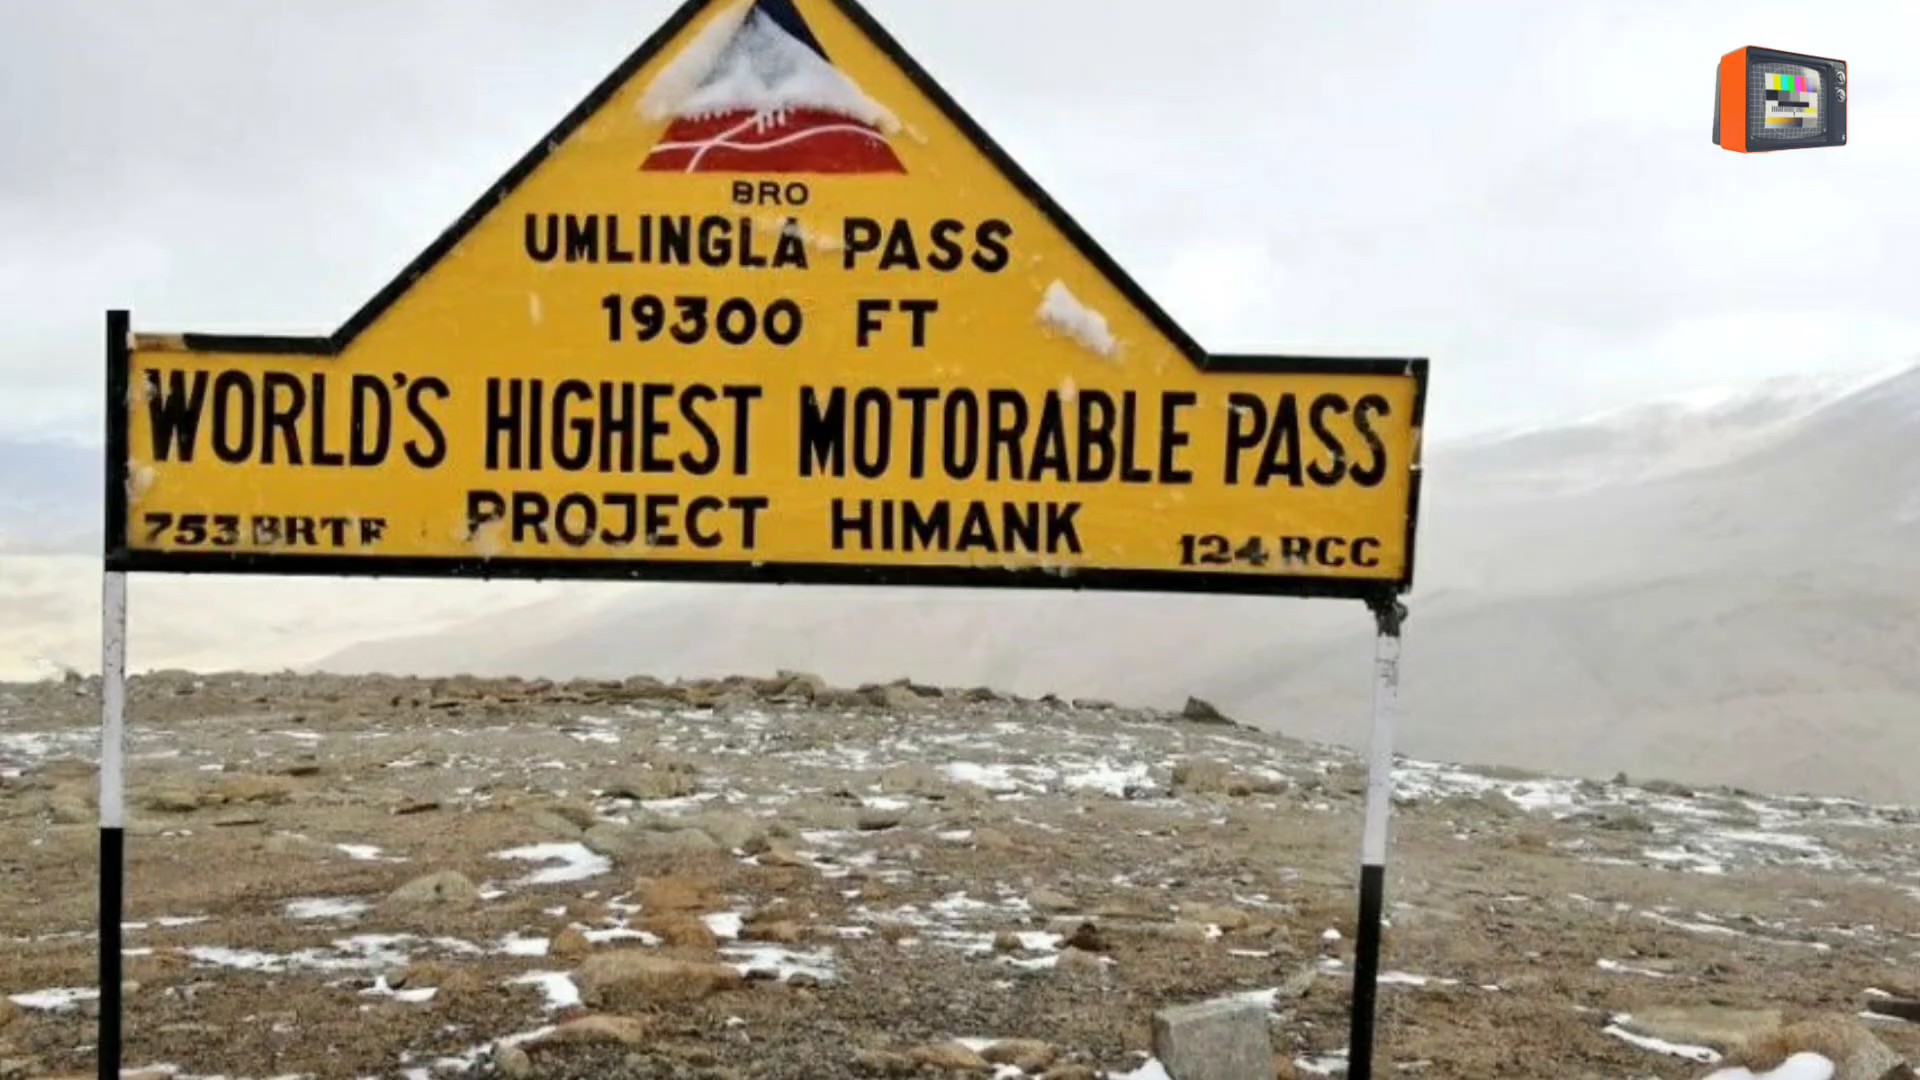 BRO
UMLINGLA PASS
19300 FT
WORLD'S HIGHEST MOTORABLE PASS
753 BRTF PROJECT HIMANK 124 RCC